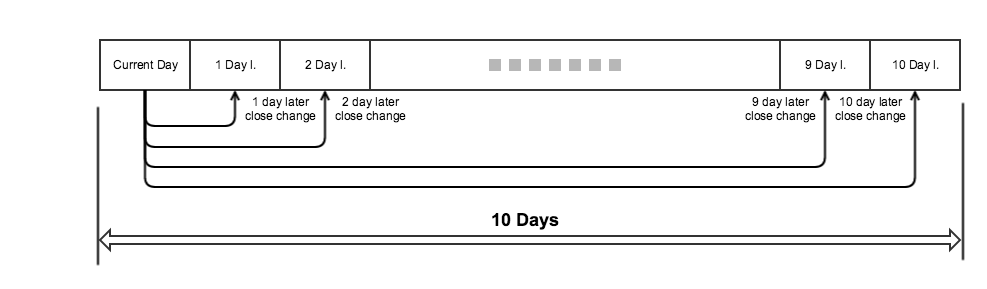 Current Day
1 Day l.
2 Day l.
9 Day l.
10 Day l.
1 day later
close change
2 day later
close change
9 day later
close change
10 day later
close change
10 Days